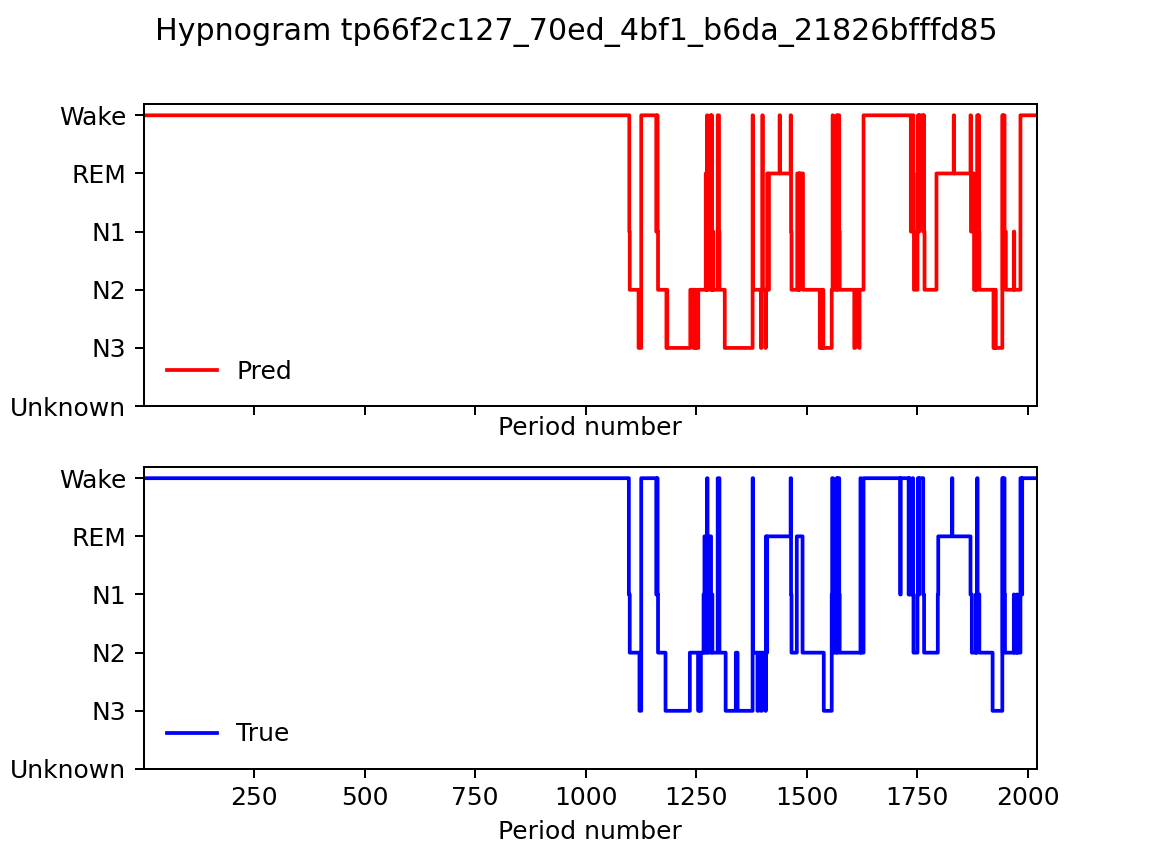 Hypnogram tp66f2c127_70ed_4bf1_b6da_21826bfffd85
Wake
REM
N1
N2
N3
Unknown
Pred
Period number
Wake
REM
N1
N2
N3
Unknown
True
250 500 750 1000 1250 1500 1750 2000
Period number